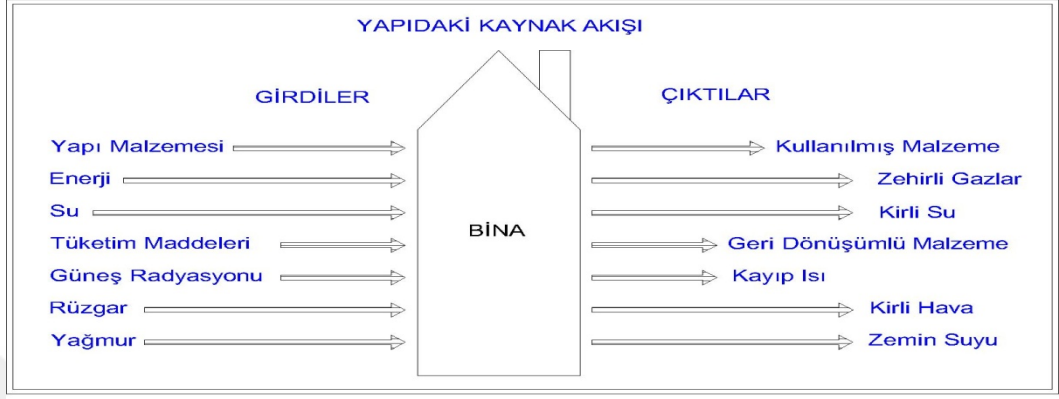 YAPIDAKİ KAYNAK AKIŞI
GİRDİLER
ÇIKTILAR
Yapı Malzemesi
Kullanılmış Malzeme
Enerji
Zehirli Gazlar
Su
Kirli Su
BİNA
Tüketim Maddeleri
Geri Dönüşümlü Malzeme
Güneş Radyasyonu
Kayıp Isı
Rüzgar
Kirli Hava
Yağmur
Zemin Suyu